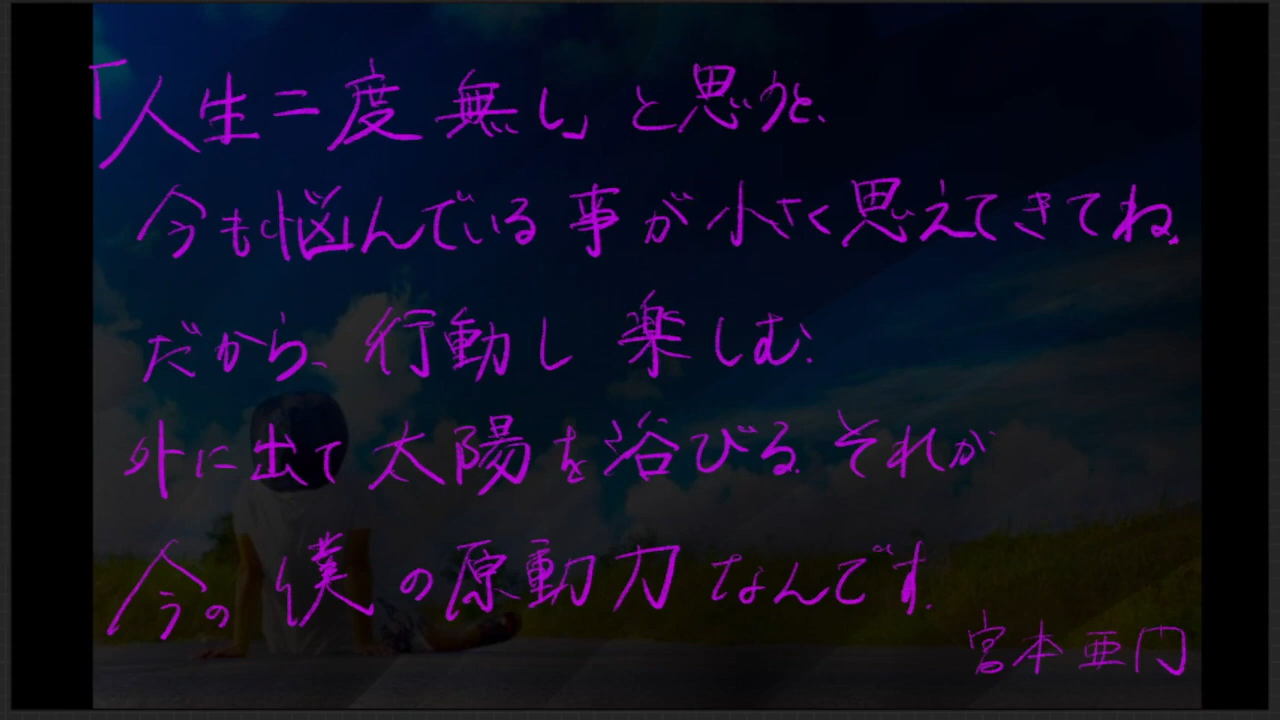 「人生二度無し」と思うと、
今も悩んでいる事が小さく思えてきてね、
だから、行動し楽しむ.
外に出て太陽を浴びる.それが
今の僕の原動力なんです.
宮本亜門